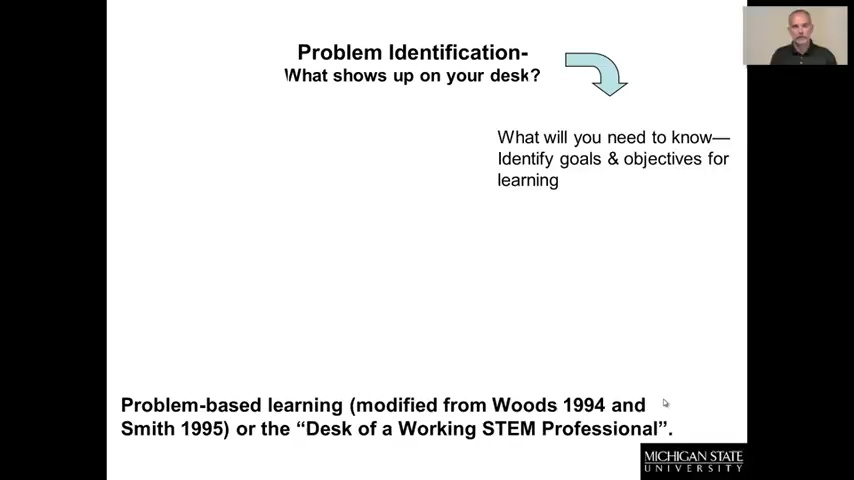 Problem Identification-
What shows up on your desk?
What will you need to know—
Identify goals & objectives for
learning
Problem-based learning (modified from Woods 1994 and
Smith 1995) or the “Desk of a Working STEM Professional”.
MICHIGAN STATE
UNIVERSITY